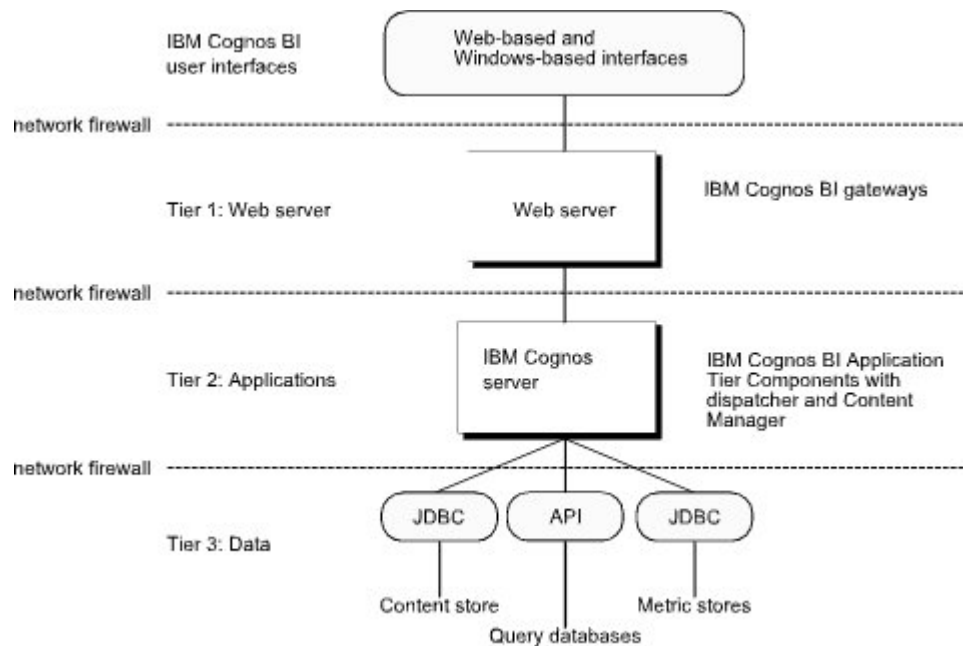 IBM Cognos BI
user interfaces
Web-based and
Windows-based interfaces
network firewall
Tier 1: Web server
Web server
IBM Cognos BI gateways
network firewall
Tier 2: Applications
IBM Cognos
server
IBM Cognos BI Application
Tier Components with
dispatcher and Content
Manager
network firewall
Tier 3: Data
JDBC
API
JDBC
Content store
Query databases
Metric stores